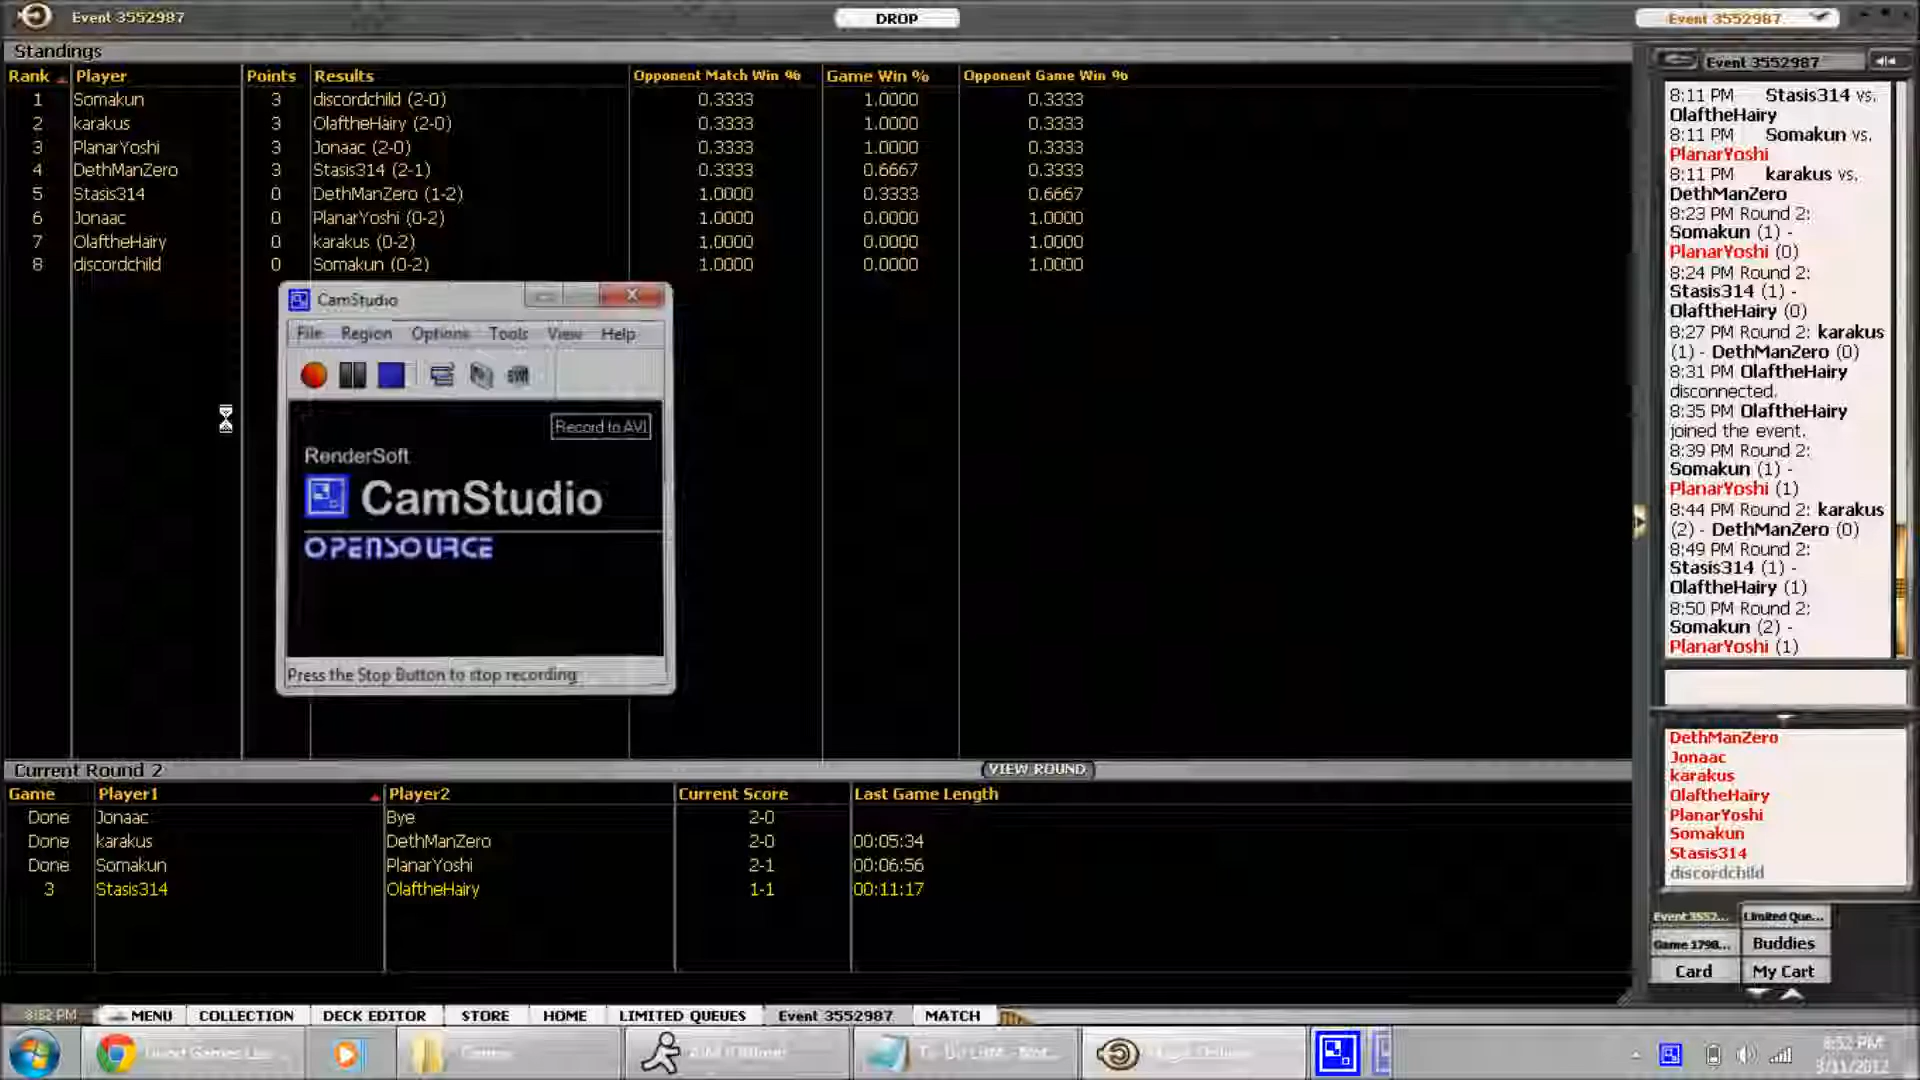 Event 3552987
DROP
Event 3552987
Standings
Rank Player Points Results Opponent Match Win % Game Win % Opponent Game Win %
1 Somakun 3 discordchild (2-0) 0.3333 1.0000 0.3333
2 karakus 3 OlaftheHairy (2-0) 0.3333 1.0000 0.3333
3 PlanarYoshi 3 Jonaac (2-0) 0.3333 1.0000 0.3333
4 DethManZero 3 Stasis314 (2-1) 0.3333 0.6667 0.3333
5 Stasis314 0 DethManZero (1-2) 1.0000 0.3333 0.6667
6 Jonaac 0 PlanarYoshi (0-2) 1.0000 0.0000 1.0000
7 OlaftheHairy 0 karakus (0-2) 1.0000 0.0000 1.0000
8 discordchild 0 Somakun (0-2) 1.0000 0.0000 1.0000
CamStudio
File Region Options Tools View Help
Record to AVI
RenderSoft
CamStudio
OPENSOURCE
Press the Stop Button to stop recording
Current Round 2
VIEW ROUND
Game Player1 Player2 Current Score Last Game Length
Done Jonaac Bye 2-0
Done karakus DethManZero 2-0 00:05:34
Done Somakun PlanarYoshi 2-1 00:06:56
3 Stasis314 OlaftheHairy 1-1 00:11:17
Event 3552987
8:11 PM Stasis314 vs.
OlaftheHairy
8:11 PM Somakun vs.
PlanarYoshi
8:11 PM karakus vs.
DethManZero
8:23 PM Round 2:
Somakun (1) -
PlanarYoshi (0)
8:24 PM Round 2:
Stasis314 (1) -
OlaftheHairy (0)
8:27 PM Round 2: karakus
(1) - DethManZero (0)
8:31 PM OlaftheHairy
disconnected.
8:35 PM OlaftheHairy
joined the event.
8:39 PM Round 2:
Somakun (1) -
PlanarYoshi (1)
8:44 PM Round 2: karakus
(2) - DethManZero (0)
8:49 PM Round 2:
Stasis314 (1) -
OlaftheHairy (1)
8:50 PM Round 2:
Somakun (2) -
PlanarYoshi (1)
DethManZero
Jonaac
karakus
OlaftheHairy
PlanarYoshi
Somakun
Stasis314
discordchild
Event 3552... Limited Que...
Game 1798... Buddies
Card My Cart
8:52 PM MENU COLLECTION DECK EDITOR STORE HOME LIMITED QUEUES Event 3552987 MATCH
8:52 PM
3/11/2012